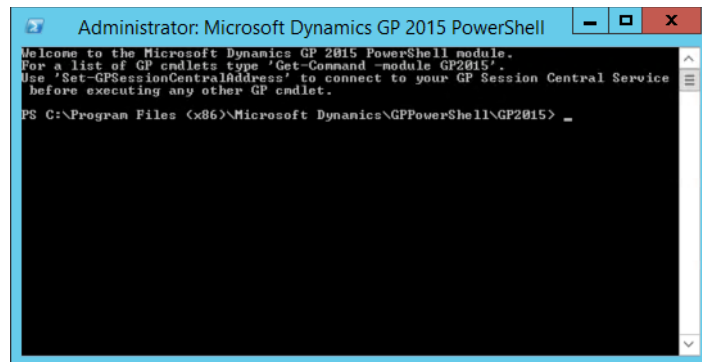 Administrator: Microsoft Dynamics GP 2015 PowerShell
Welcome to the Microsoft Dynamics GP 2015 PowerShell module.
For a list of GP cmdlets type 'Get-Command -module GP2015'.
Use 'Set-GPSessionCentralAddress' to connect to your GP Session Central Service
before executing any other GP cmdlet.
PS C:\Program Files (x86)\Microsoft Dynamics\GPPowerShell\GP2015> _